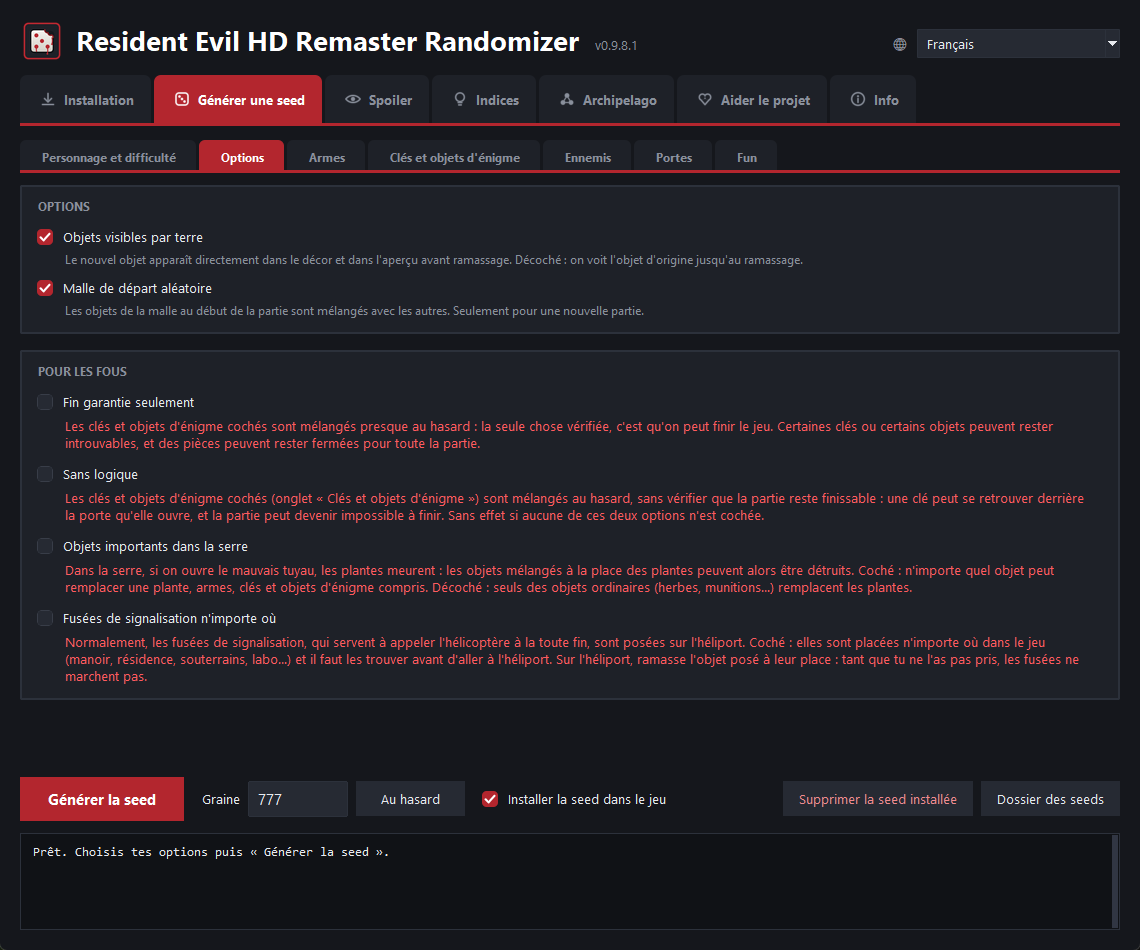 Resident Evil HD Remaster Randomizer v0.9.8.1
Français
Installation
Générer une seed
Spoiler
Indices
Archipelago
Aider le projet
Info
Personnage et difficulté
Options
Armes
Clés et objets d'énigme
Ennemis
Portes
Fun
OPTIONS
Objets visibles par terre
Le nouvel objet apparaît directement dans le décor et dans l'aperçu avant ramassage. Décoché : on voit l'objet d'origine jusqu'au ramassage.
Malle de départ aléatoire
Les objets de la malle au début de la partie sont mélangés avec les autres. Seulement pour une nouvelle partie.
POUR LES FOUS
Fin garantie seulement
Les clés et objets d'énigme cochés sont mélangés presque au hasard : la seule chose vérifiée, c'est qu'on peut finir le jeu. Certaines clés ou certains objets peuvent rester
introuvables, et des pièces peuvent rester fermées pour toute la partie.
Sans logique
Les clés et objets d'énigme cochés (onglet « Clés et objets d'énigme ») sont mélangés au hasard, sans vérifier que la partie reste finissable : une clé peut se retrouver derrière
la porte qu'elle ouvre, et la partie peut devenir impossible à finir. Sans effet si aucune de ces deux options n'est cochée.
Objets importants dans la serre
Dans la serre, si on ouvre le mauvais tuyau, les plantes meurent : les objets mélangés à la place des plantes peuvent alors être détruits. Coché : n'importe quel objet peut
remplacer une plante, armes, clés et objets d'énigme compris. Décoché : seuls des objets ordinaires (herbes, munitions...) remplacent les plantes.
Fusées de signalisation n'importe où
Normalement, les fusées de signalisation, qui servent à appeler l'hélicoptère à la toute fin, sont posées sur l'héliport. Coché : elles sont placées n'importe où dans le jeu
(manoir, résidence, souterrains, labo...) et il faut les trouver avant d'aller à l'héliport. Sur l'héliport, ramasse l'objet posé à leur place : tant que tu ne l'as pas pris, les fusées ne
marchent pas.
Générer la seed
Graine
777
Au hasard
Installer la seed dans le jeu
Supprimer la seed installée
Dossier des seeds
Prêt. Choisis tes options puis « Générer la seed ».